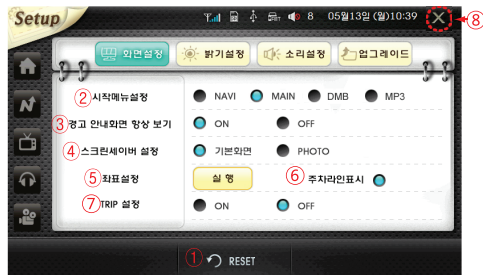 Setup 8 05월13일 (월)10:39 ⑧
화면설정 밝기설정 소리설정 업그레이드
②시작메뉴설정 NAVI MAIN DMB MP3
③경고 안내화면 항상 보기 ON OFF
④스크린세이버 설정 기본화면 PHOTO
⑤좌표설정 실 행 ⑥ 주차라인표시
⑦TRIP 설정 ON OFF
① RESET